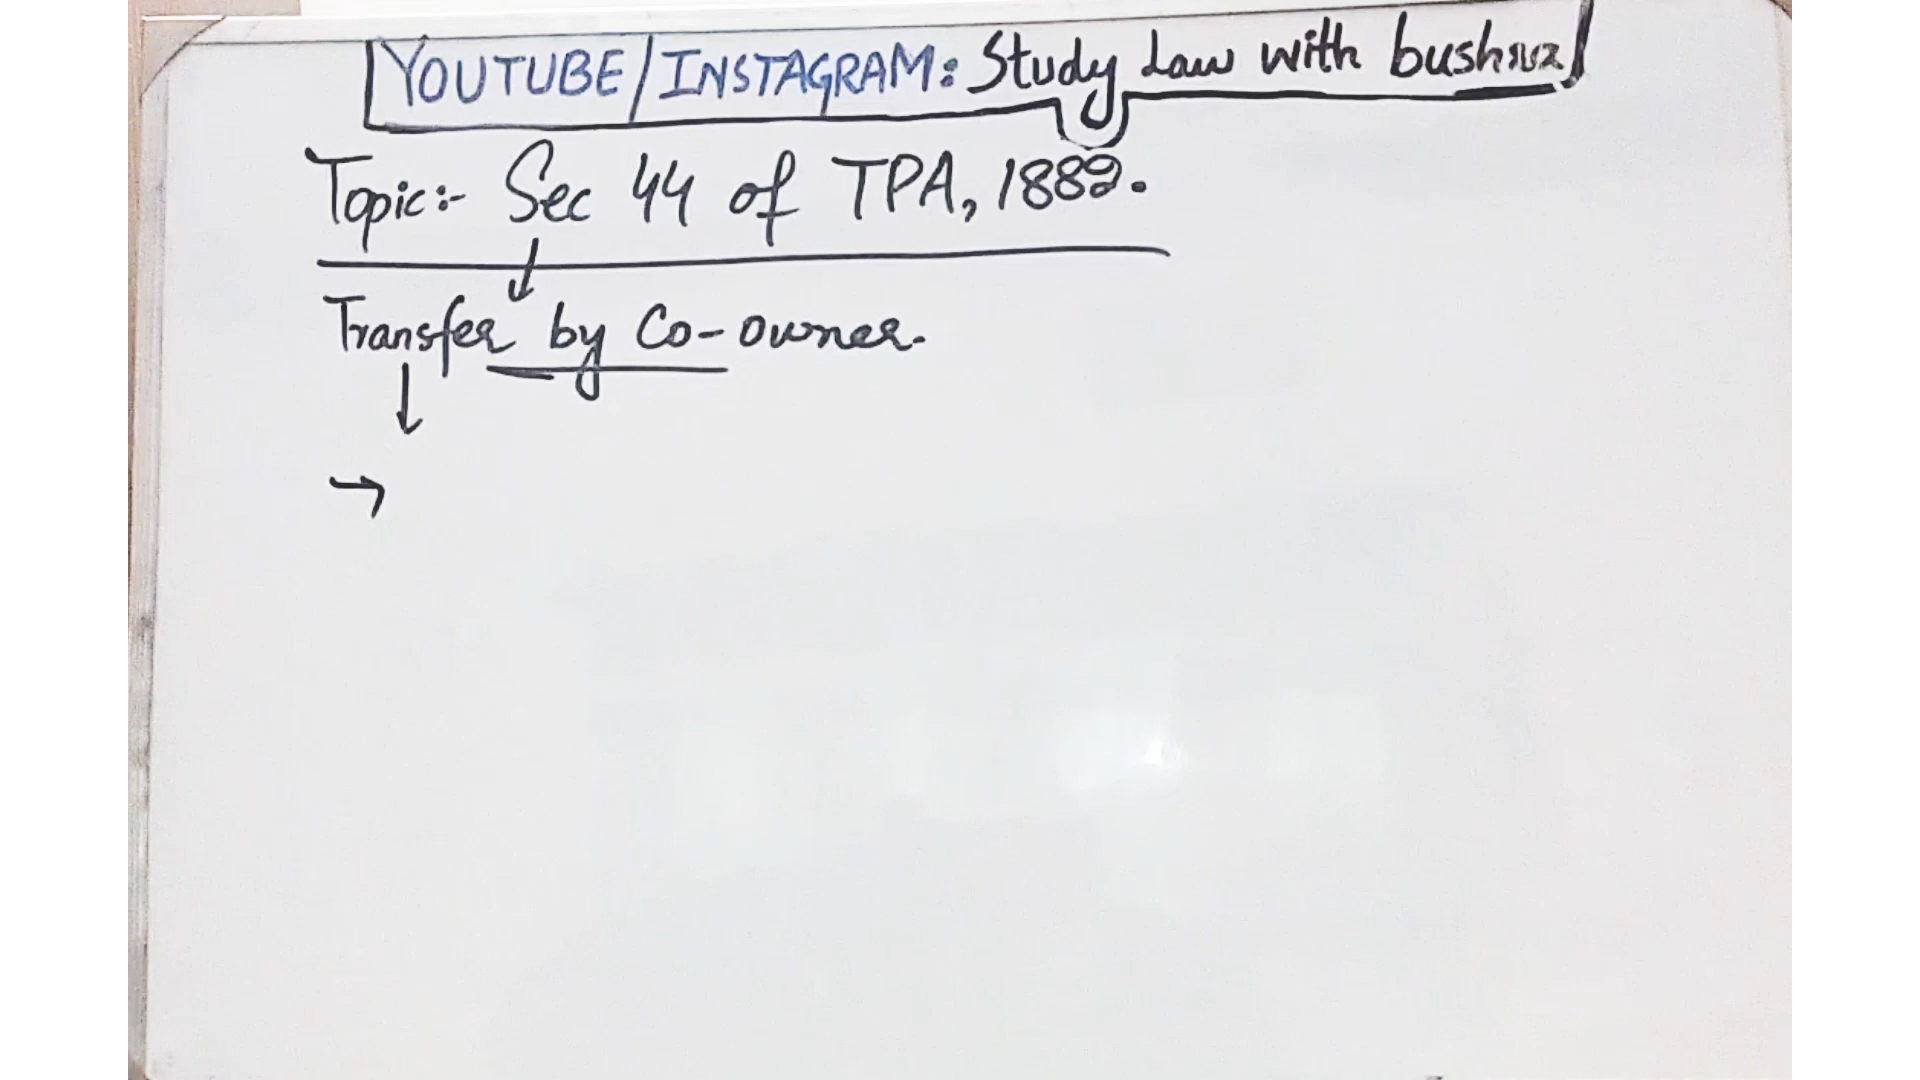 YOUTUBE/INSTAGRAM: Study Law with bushra
Topic:- Sec 44 of TPA, 1882.
↓
Transfer by Co-owner.
↓
→